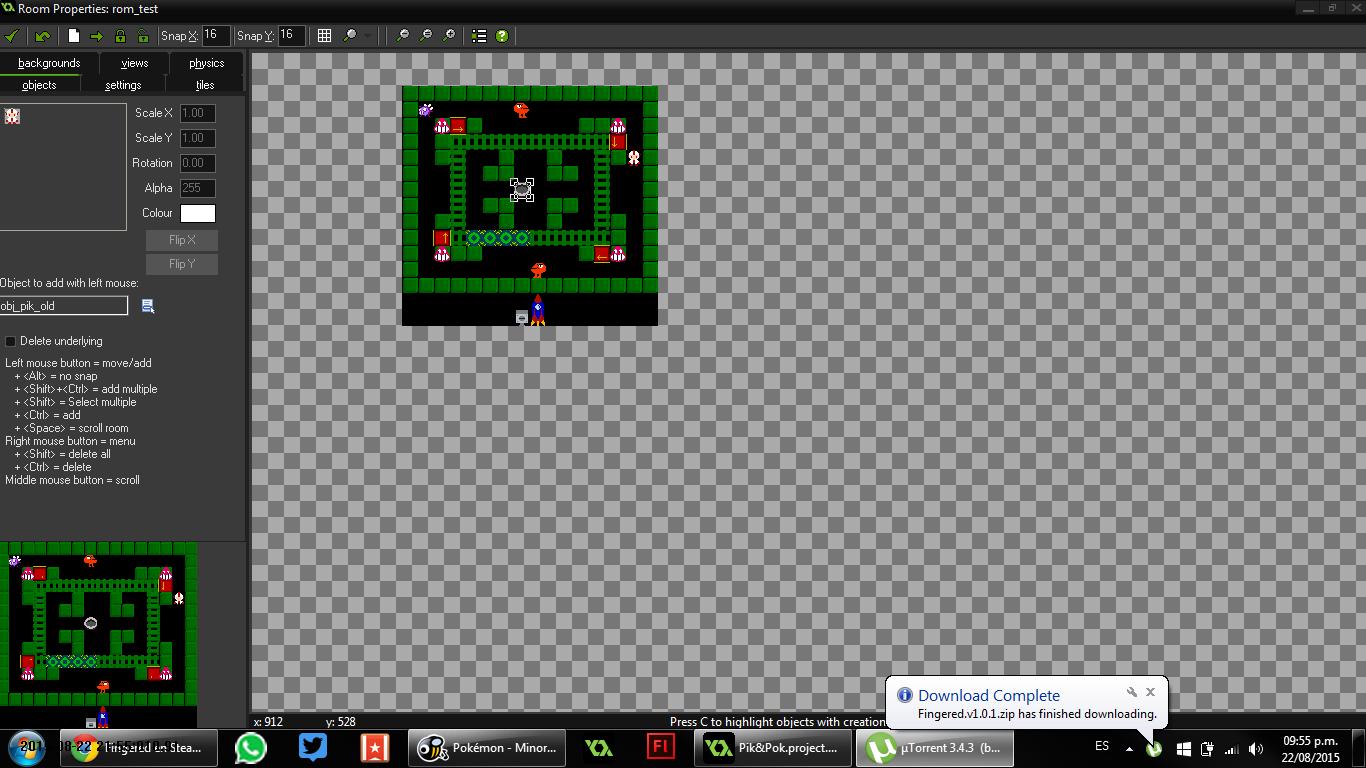 Room Properties: rom_test
Snap X: 16 Snap Y: 16
backgrounds views physics
objects settings tiles
Scale X 1.00
Scale Y 1.00
Rotation 0.00
Alpha 255
Colour
Flip X
Flip Y
Object to add with left mouse:
obj_pik_old
Delete underlying
Left mouse button = move/add
+ <Alt> = no snap
+ <Shift>+<Ctrl> = add multiple
+ <Shift> = Select multiple
+ <Ctrl> = add
+ <Space> = scroll room
Right mouse button = menu
+ <Shift> = delete all
+ <Ctrl> = delete
Middle mouse button = scroll
x: 912 y: 528 Press C to highlight objects with creation
Download Complete
Fingered.v1.0.1.zip has finished downloading.
Fingered en Stea...
Pokémon - Minor...
Fl
Pik&Pok.project....
µTorrent 3.4.3 (b...
ES
09:55 p.m.
22/08/2015